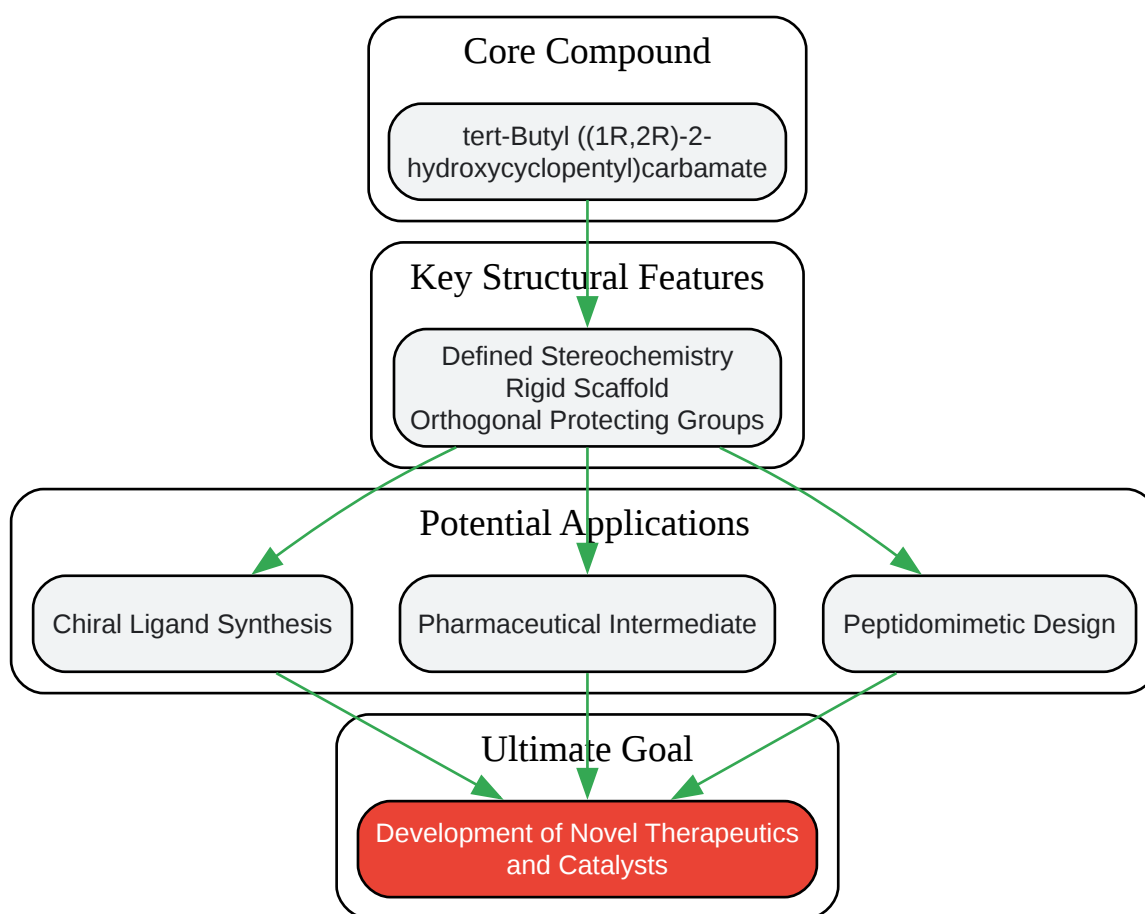 Core Compound
tert-Butyl ((1R,2R)-2-
hydroxycyclopentyl)carbamate
Key Structural Features
Defined Stereochemistry
Rigid Scaffold
Orthogonal Protecting Groups
Potential Applications
Chiral Ligand Synthesis
Pharmaceutical Intermediate
Peptidomimetic Design
Ultimate Goal
Development of Novel Therapeutics
and Catalysts